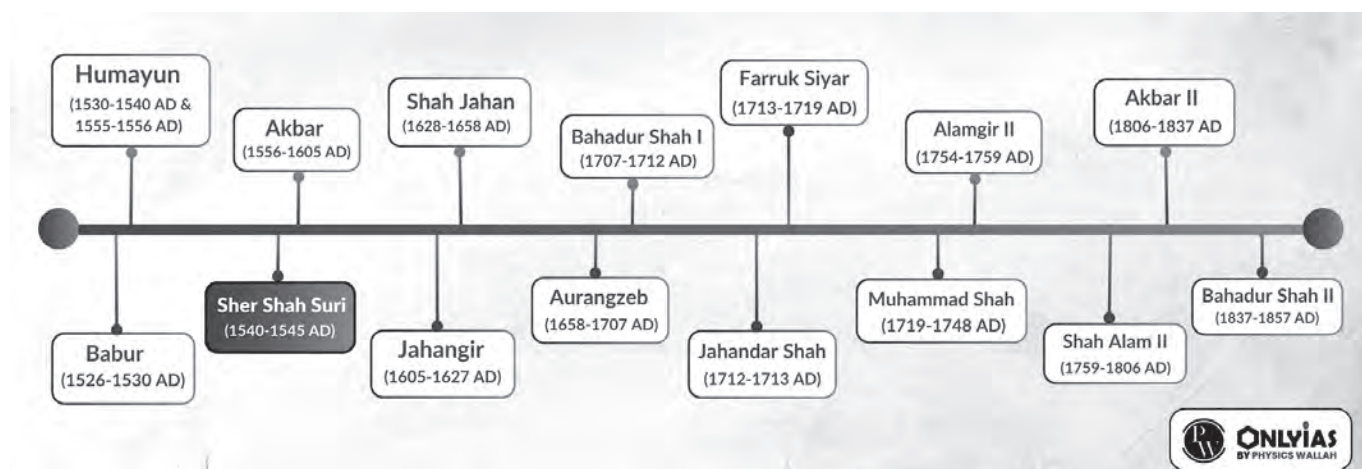 Humayun
(1530-1540 AD &
1555-1556 AD)
Akbar
(1556-1605 AD)
Shah Jahan
(1628-1658 AD)
Bahadur Shah I
(1707-1712 AD)
Farruk Siyar
(1713-1719 AD)
Alamgir II
(1754-1759 AD)
Akbar II
(1806-1837 AD
Babur
(1526-1530 AD)
Sher Shah Suri
(1540-1545 AD)
Jahangir
(1605-1627 AD)
Aurangzeb
(1658-1707 AD)
Jahandar Shah
(1712-1713 AD)
Muhammad Shah
(1719-1748 AD)
Shah Alam II
(1759-1806 AD)
Bahadur Shah II
(1837-1857 AD)
PW
ONLYiAS
BY PHYSICS WALLAH